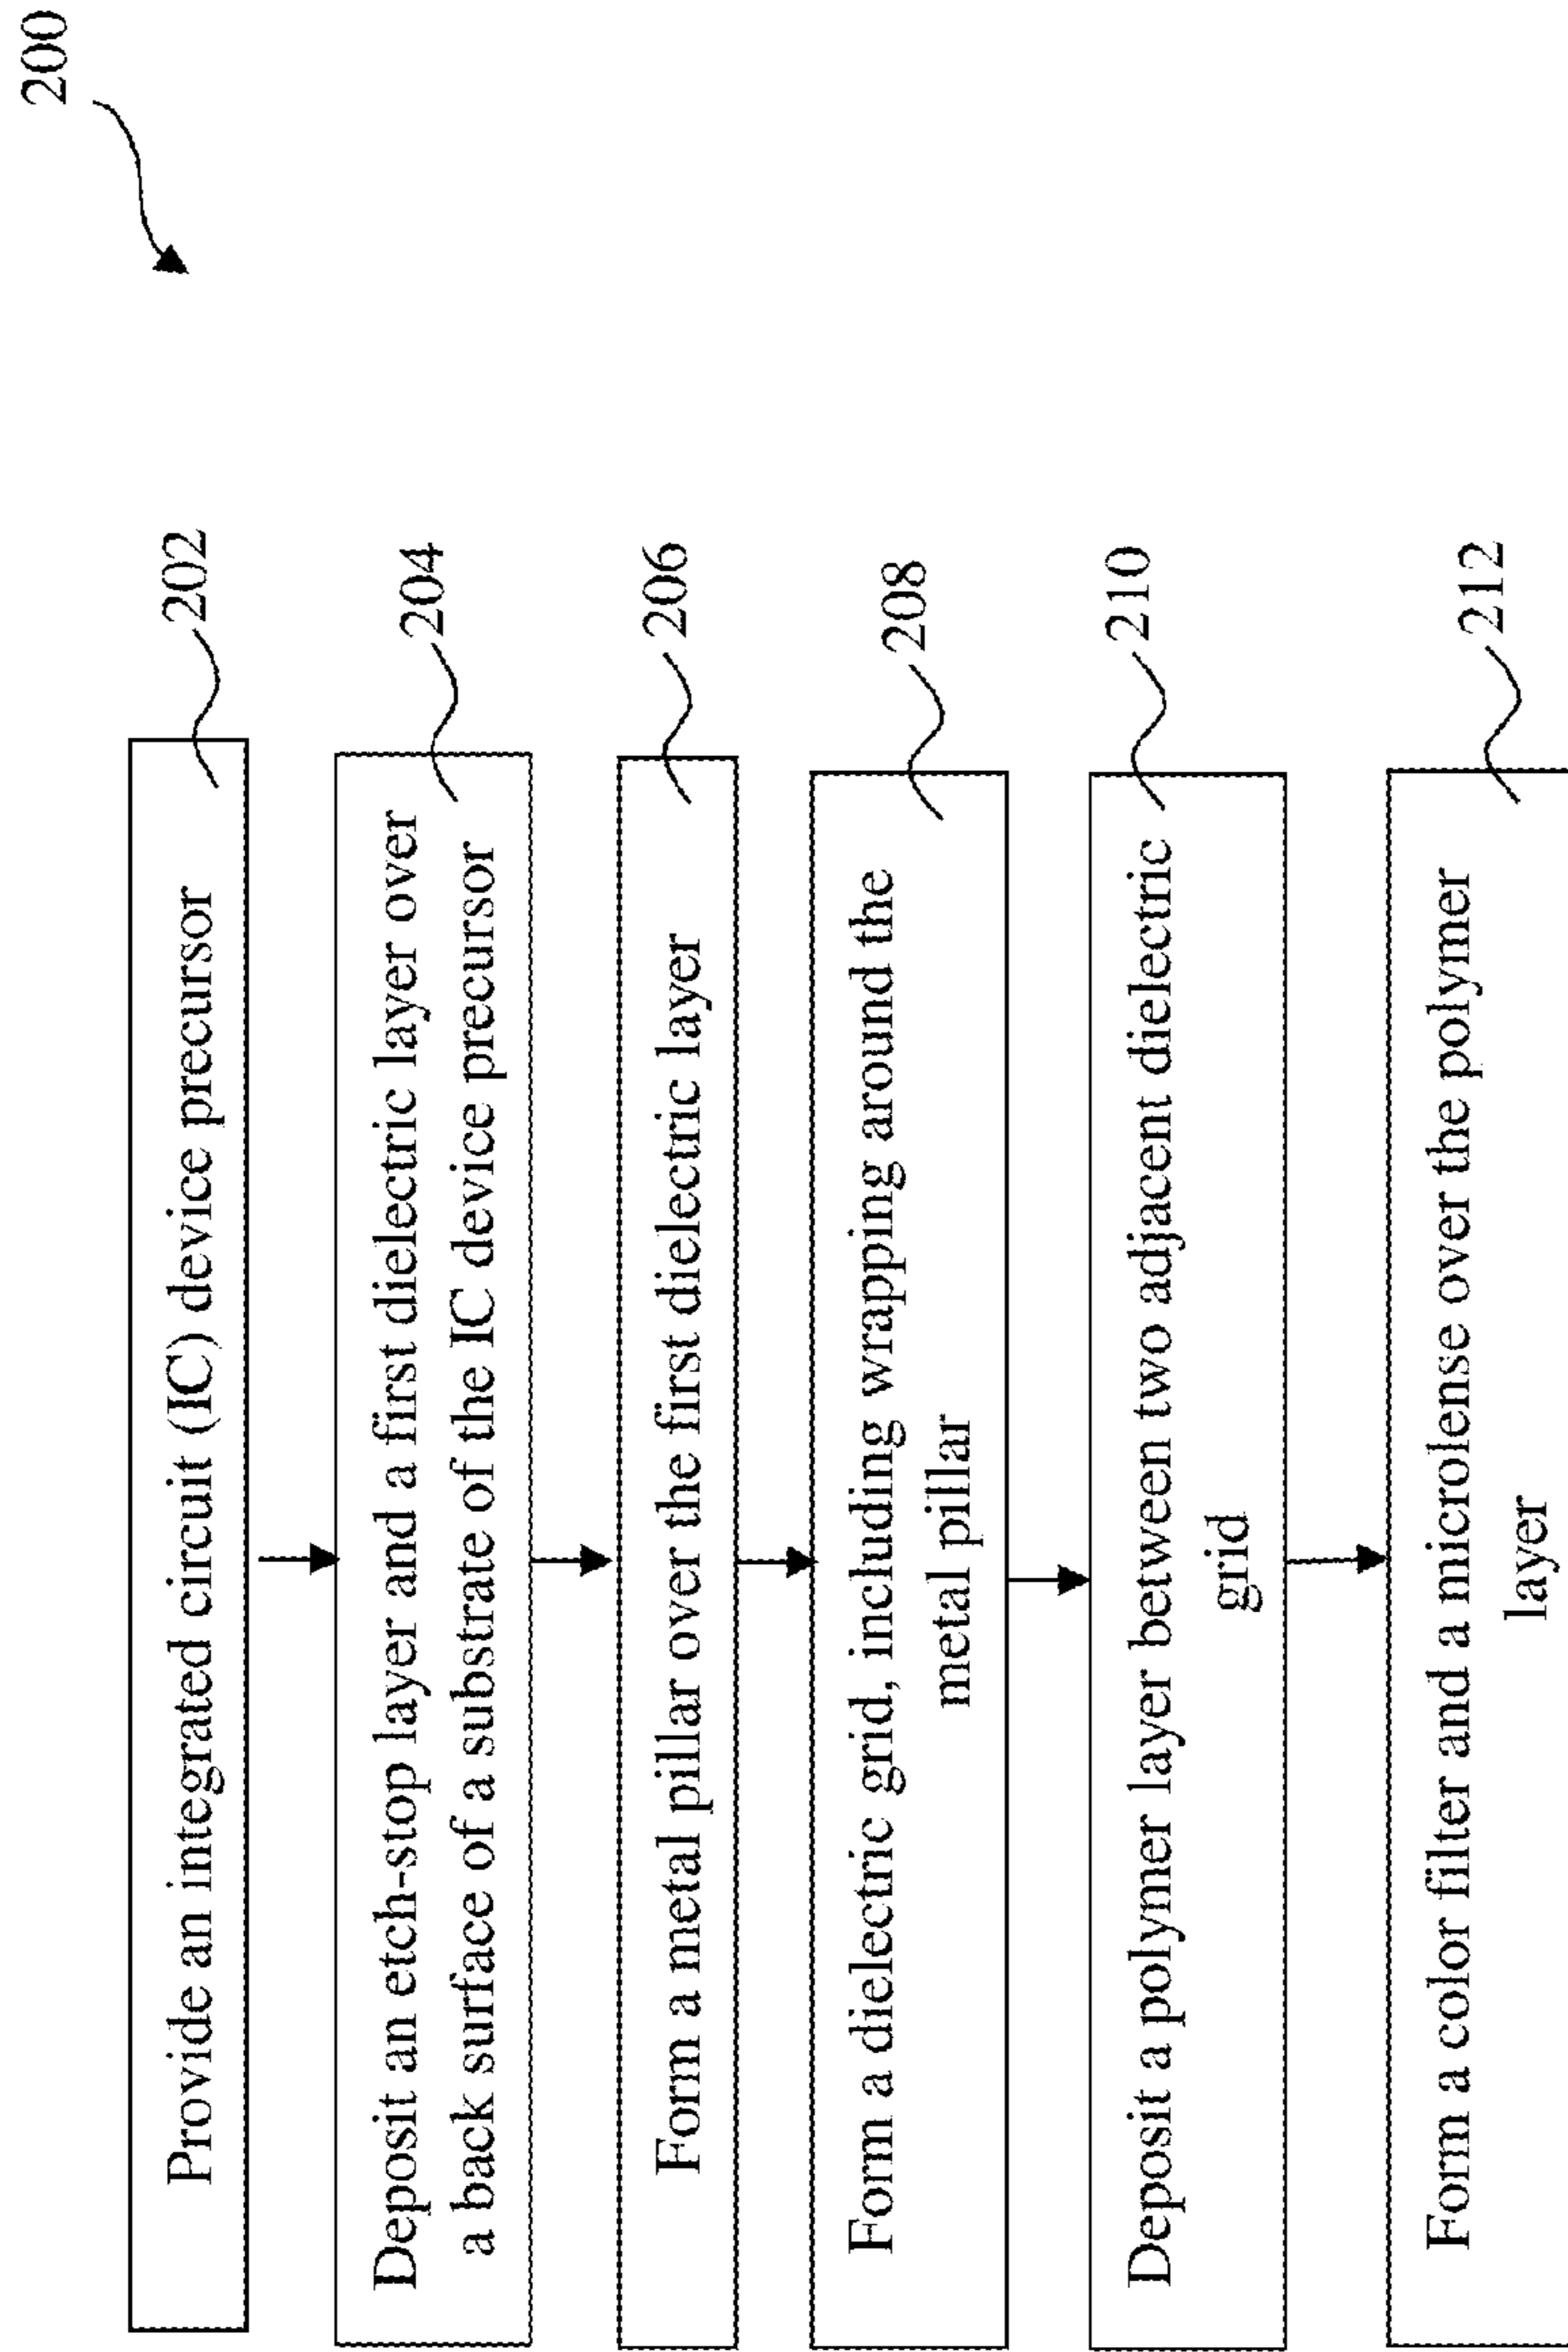 200
Provide an integrated circuit (IC) device precursor
202
Deposit an etch-stop layer and a first dielectric layer over
a back surface of a substrate of the IC device precursor
204
Form a metal pillar over the first dielectric layer
206
Form a dielectric grid, including wrapping around the
metal pillar
208
Deposit a polymer layer between two adjacent dielectric
grid
210
Form a color filter and a microlense over the polymer
layer
212